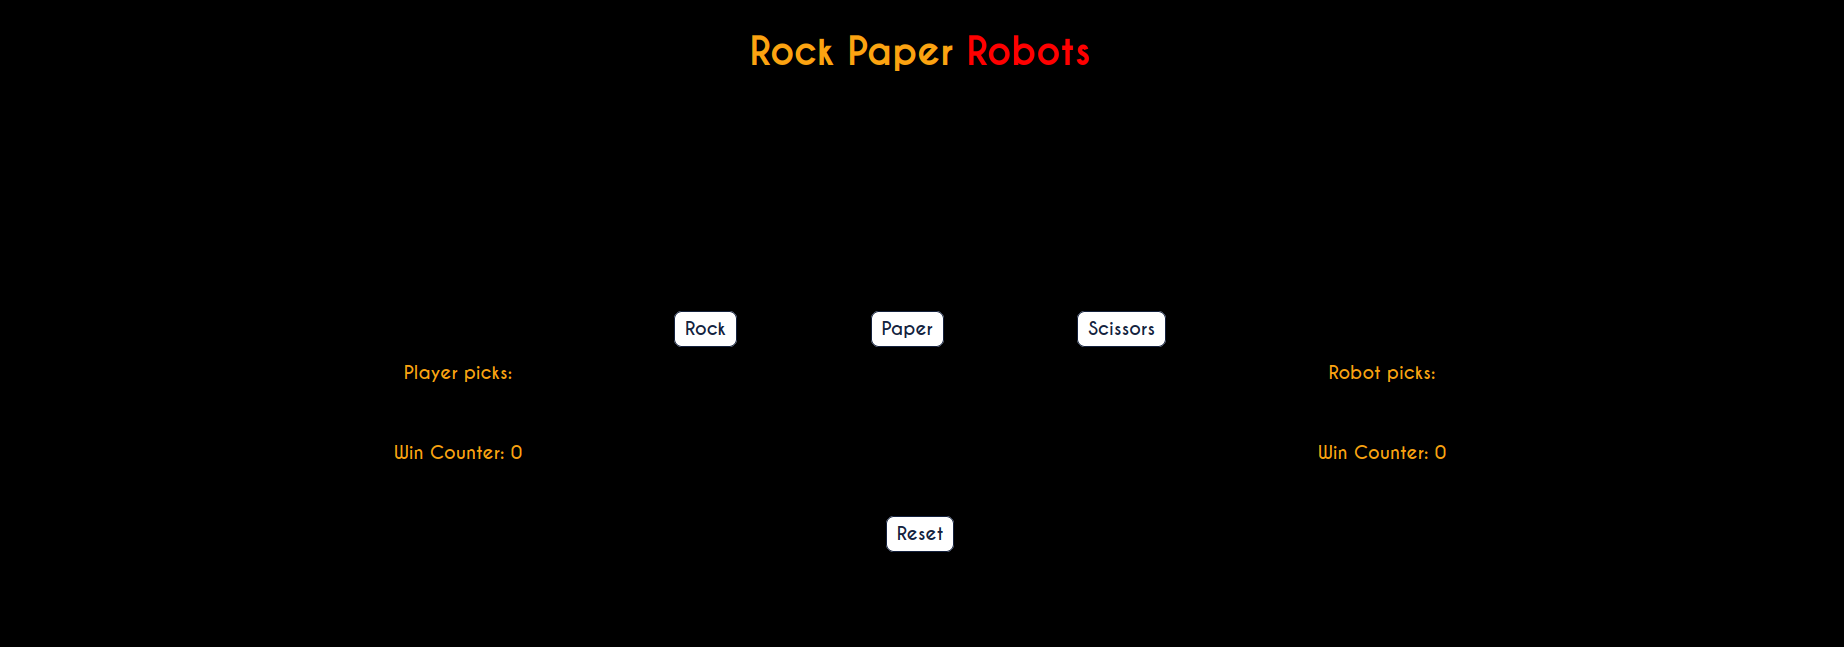 Rock Paper Robots
Rock Paper Scissors
Player picks: Robot picks:
Win Counter: 0 Win Counter: 0
Reset